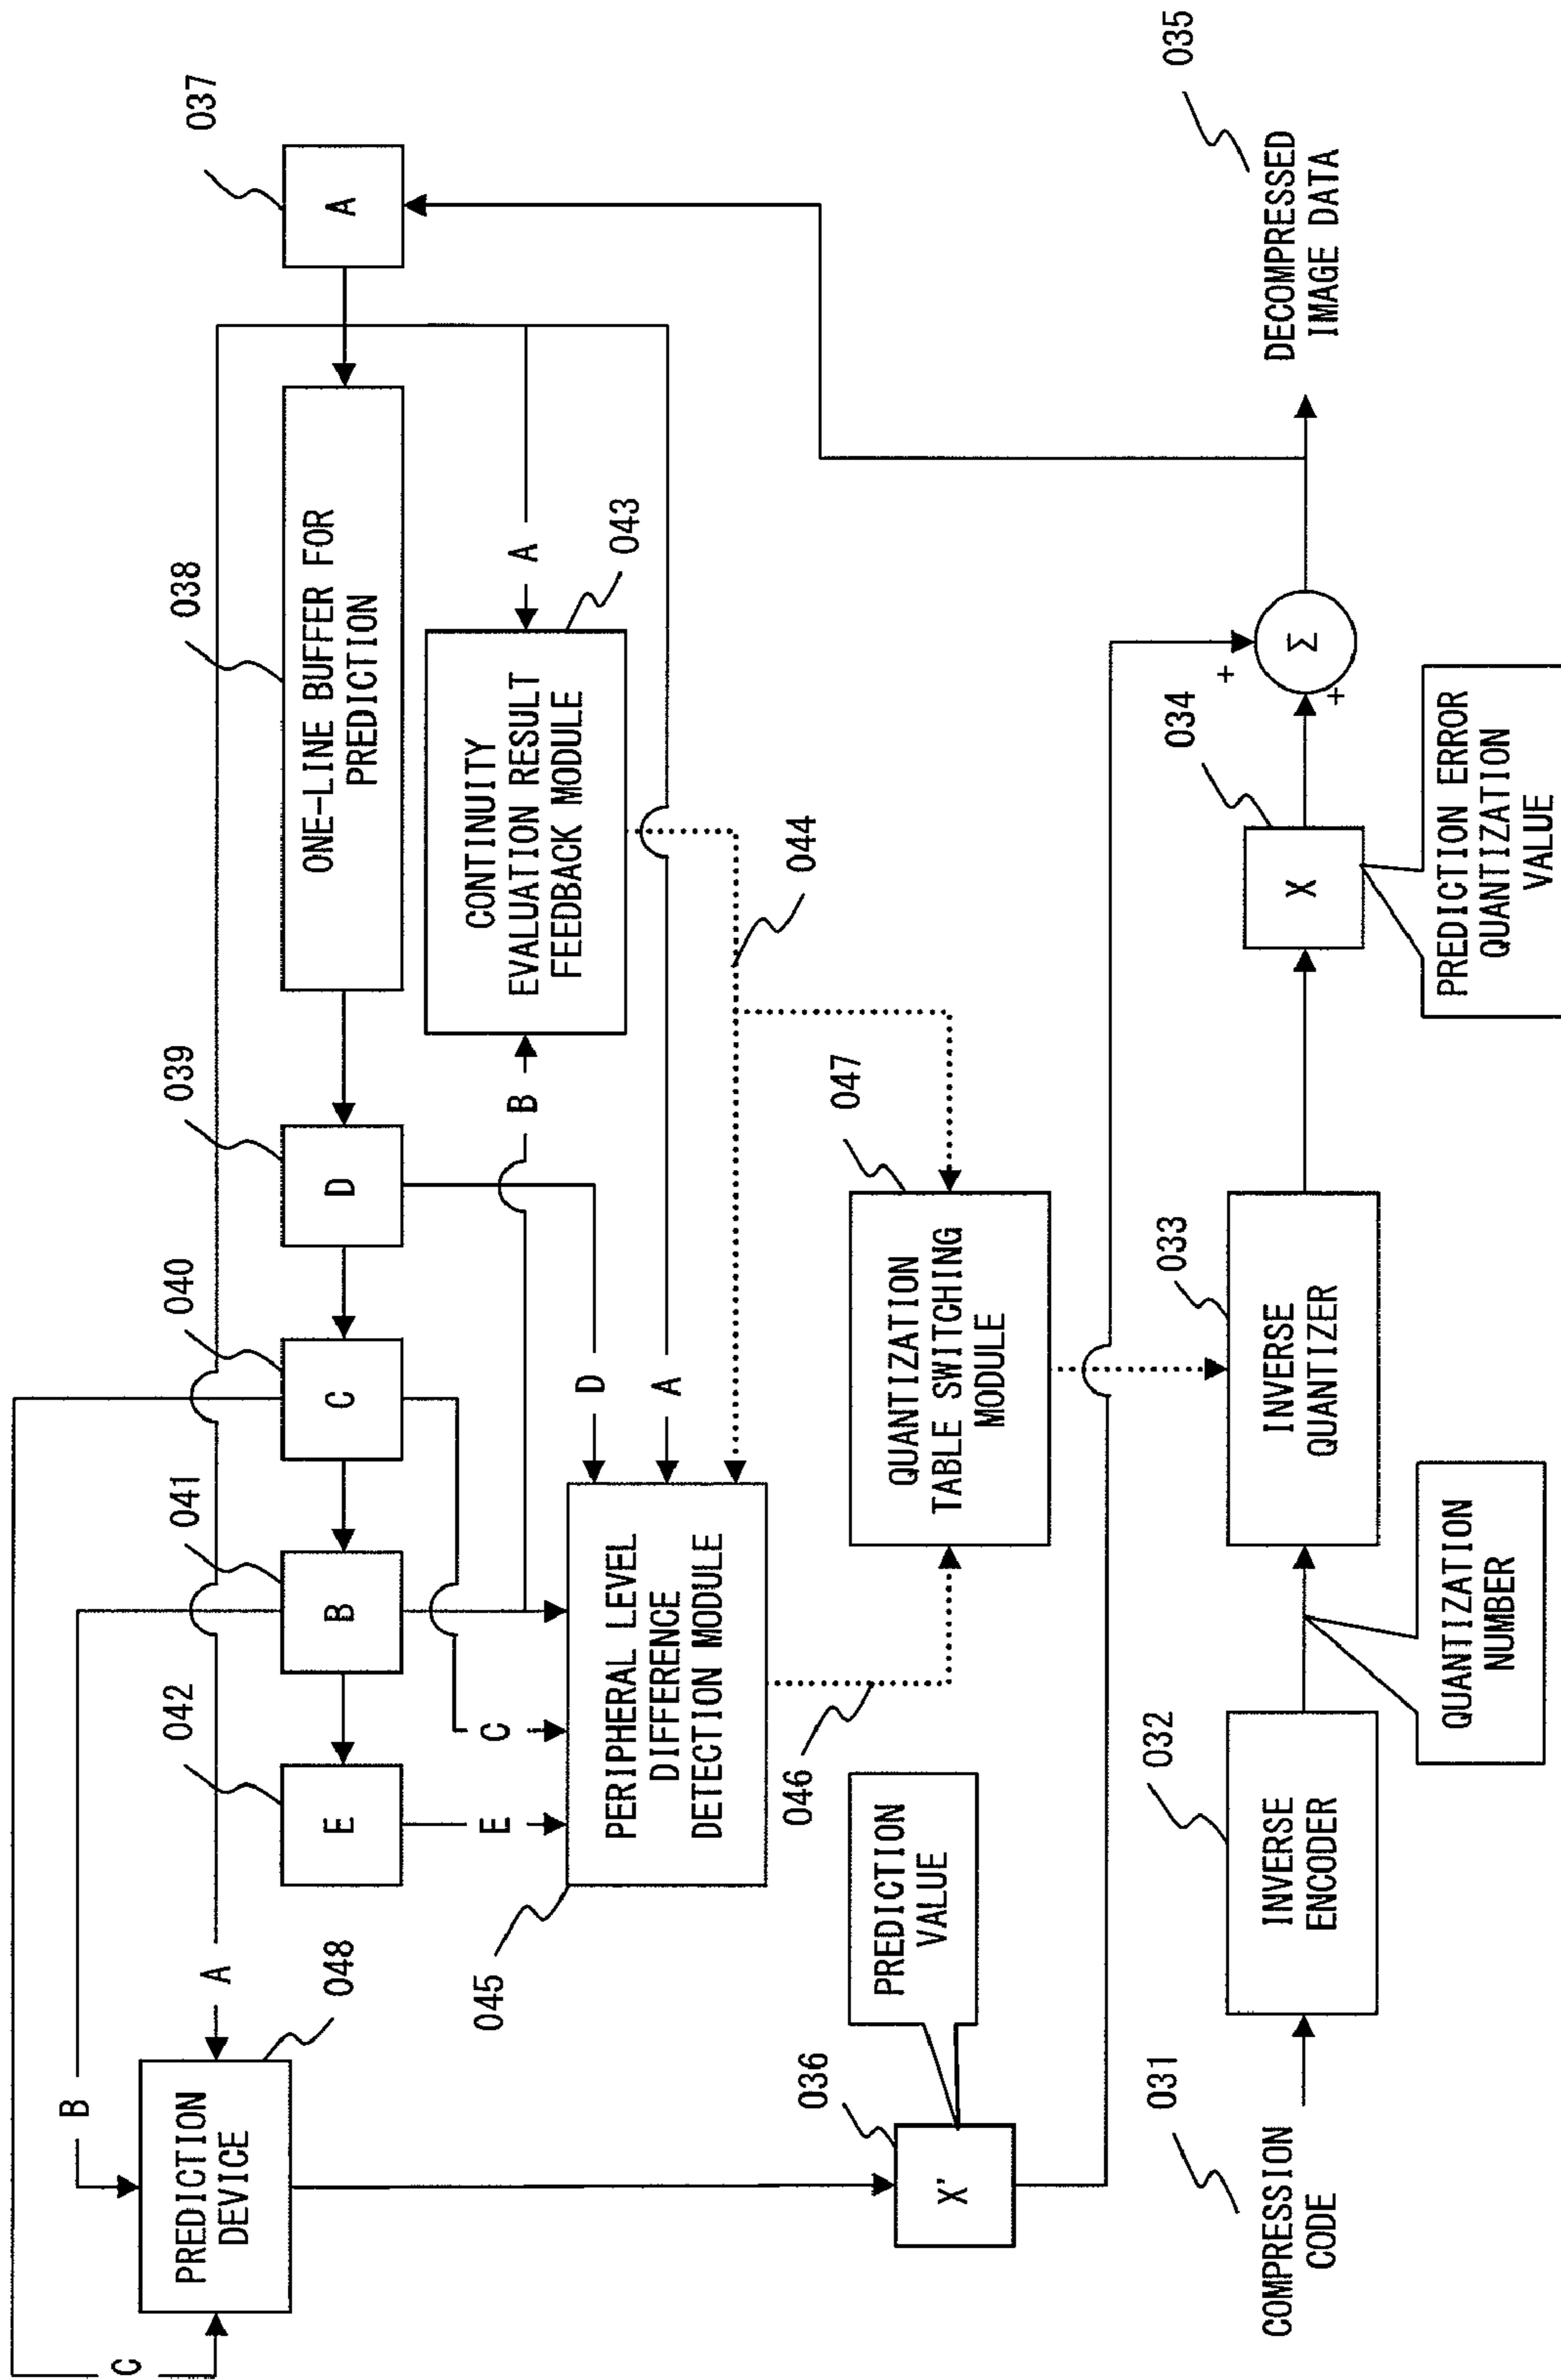 C
B
A
PREDICTION
DEVICE
048
042
E
041
B
040
C
039
D
038
ONE-LINE BUFFER FOR
PREDICTION
037
A
E
C
B
A
CONTINUITY
EVALUATION RESULT
FEEDBACK MODULE
043
D
A
045
PERIPHERAL LEVEL
DIFFERENCE
DETECTION MODULE
044
046
047
QUANTIZATION
TABLE SWITCHING
MODULE
PREDICTION
VALUE
036
X'
031
COMPRESSION
CODE
032
INVERSE
ENCODER
QUANTIZATION
NUMBER
033
INVERSE
QUANTIZER
034
X
PREDICTION ERROR
QUANTIZATION
VALUE
+
+
Σ
035
DECOMPRESSED
IMAGE DATA